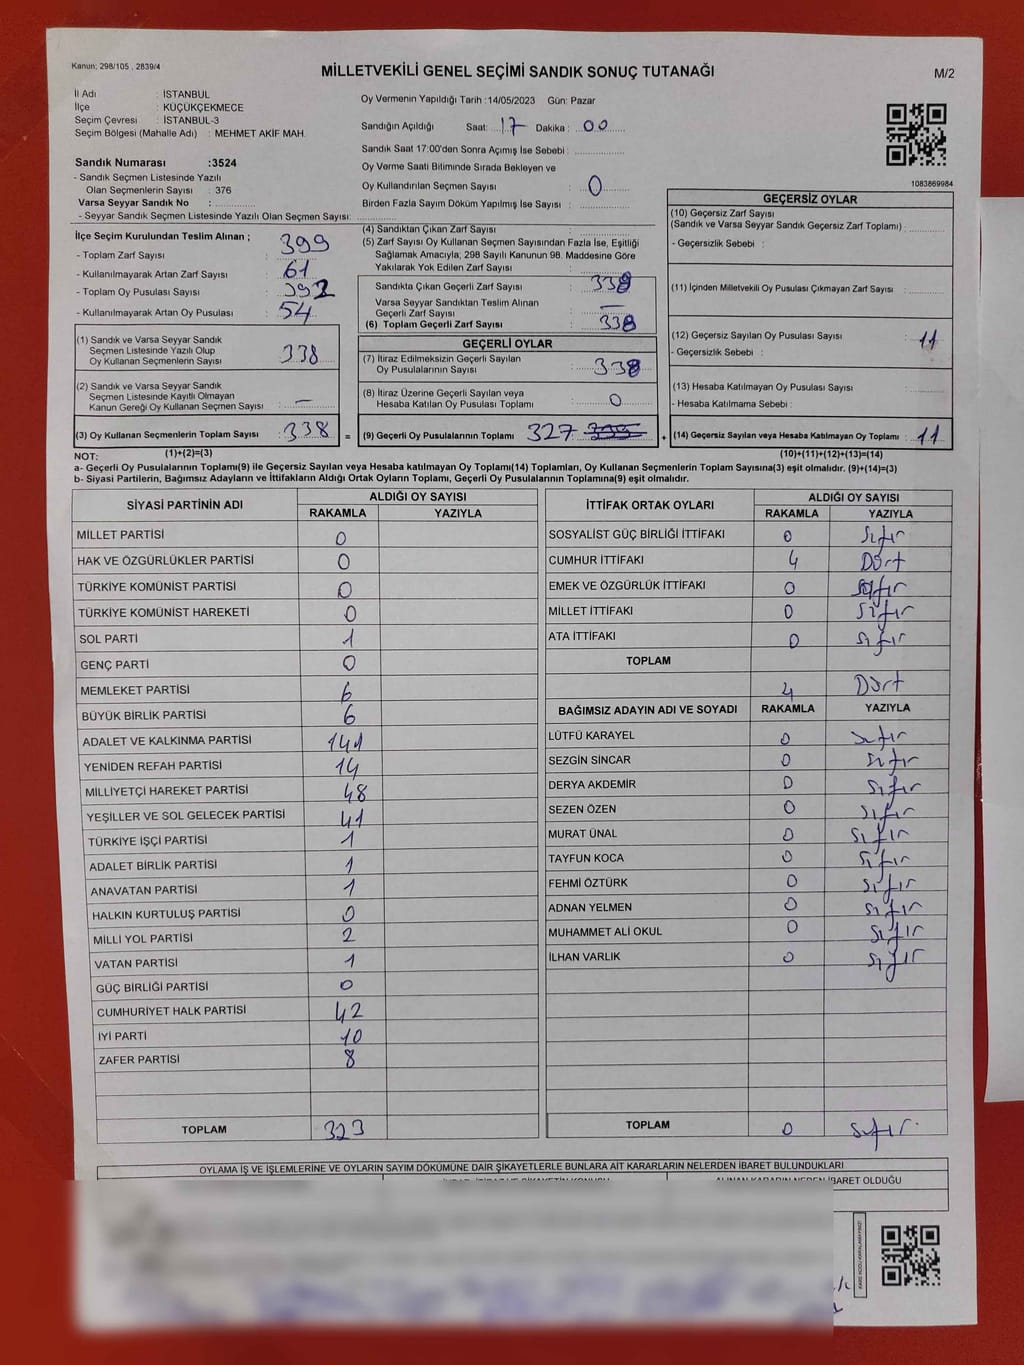 Kanun; 298/105 , 2839/4
MİLLETVEKİLİ GENEL SEÇİMİ SANDIK SONUÇ TUTANAĞI
M/2
İl Adı : İSTANBUL
İlçe : KÜÇÜKÇEKMECE
Seçim Çevresi : İSTANBUL-3
Seçim Bölgesi (Mahalle Adı) : MEHMET AKİF MAH.
Sandık Numarası :3524
- Sandık Seçmen Listesinde Yazılı
Olan Seçmenlerin Sayısı : 376
Varsa Seyyar Sandık No :
- Seyyar Sandık Seçmen Listesinde Yazılı Olan Seçmen Sayısı:
Oy Vermenin Yapıldığı Tarih :14/05/2023 Gün: Pazar
Sandığın Açıldığı Saat: 17 Dakika : 00
Sandık Saat 17:00'den Sonra Açımış İse Sebebi :
Oy Verme Saati Bitiminde Sırada Bekleyen ve
Oy Kullandırılan Seçmen Sayısı : 0
Birden Fazla Sayım Döküm Yapılmış İse Sayısı :
1083869984
İlçe Seçim Kurulundan Teslim Alınan ;
- Toplam Zarf Sayısı : 399
- Kullanılmayarak Artan Zarf Sayısı : 61
- Toplam Oy Pusulası Sayısı : 392
- Kullanılmayarak Artan Oy Pusulası : 54
(1) Sandık ve Varsa Seyyar Sandık
Seçmen Listesinde Yazılı Olup
Oy Kullanan Seçmenlerin Sayısı : 338
(2) Sandık ve Varsa Seyyar Sandık
Seçmen Listesinde Kayıtlı Olmayan
Kanun Gereği Oy Kullanan Seçmen Sayısı : —
(3) Oy Kullanan Seçmenlerin Toplam Sayısı : 338 =
(4) Sandıktan Çıkan Zarf Sayısı :
(5) Zarf Sayısı Oy Kullanan Seçmen Sayısından Fazla İse, Eşitliği
Sağlamak Amacıyla; 298 Sayılı Kanunun 98. Maddesine Göre
Yakılarak Yok Edilen Zarf Sayısı :
Sandıkta Çıkan Geçerli Zarf Sayısı : 338
Varsa Seyyar Sandıktan Teslim Alınan
Geçerli Zarf Sayısı : —
(6) Toplam Geçerli Zarf Sayısı : 338
GEÇERLİ OYLAR
(7) İtiraz Edilmeksizin Geçerli Sayılan
Oy Pusulalarının Sayısı : 338
(8) İtiraz Üzerine Geçerli Sayılan veya
Hesaba Katılan Oy Pusulası Toplamı : 0
(9) Geçerli Oy Pusulalarının Toplamı 327 +
GEÇERSİZ OYLAR
(10) Geçersiz Zarf Sayısı
(Sandık ve Varsa Seyyar Sandık Geçersiz Zarf Toplamı) :
- Geçersizlik Sebebi :
(11) İçinden Milletvekili Oy Pusulası Çıkmayan Zarf Sayısı :
(12) Geçersiz Sayılan Oy Pusulası Sayısı : 11
- Geçersizlik Sebebi :
(13) Hesaba Katılmayan Oy Pusulası Sayısı :
- Hesaba Katılmama Sebebi :
(14) Geçersiz Sayılan veya Hesaba Katılmayan Oy Toplamı : 11
NOT: (1)+(2)=(3) (10)+(11)+(12)+(13)=(14)
a- Geçerli Oy Pusulalarının Toplamı(9) ile Geçersiz Sayılan veya Hesaba katılmayan Oy Toplamı(14) Toplamları, Oy Kullanan Seçmenlerin Toplam Sayısına(3) eşit olmalıdır. (9)+(14)=(3)
b- Siyasi Partilerin, Bağımsız Adayların ve İttifakların Aldığı Ortak Oyların Toplamı, Geçerli Oy Pusulalarının Toplamına(9) eşit olmalıdır.
SİYASİ PARTİNİN ADI ALDIĞI OY SAYISI
RAKAMLA YAZIYLA
MİLLET PARTİSİ 0
HAK VE ÖZGÜRLÜKLER PARTİSİ 0
TÜRKİYE KOMÜNİST PARTİSİ 0
TÜRKİYE KOMÜNİST HAREKETİ 0
SOL PARTİ 1
GENÇ PARTİ 0
MEMLEKET PARTİSİ 6
BÜYÜK BİRLİK PARTİSİ 6
ADALET VE KALKINMA PARTİSİ 141
YENİDEN REFAH PARTİSİ 14
MİLLİYETÇİ HAREKET PARTİSİ 48
YEŞİLLER VE SOL GELECEK PARTİSİ 41
TÜRKİYE İŞÇİ PARTİSİ 1
ADALET BİRLİK PARTİSİ 1
ANAVATAN PARTİSİ 1
HALKIN KURTULUŞ PARTİSİ 0
MİLLİ YOL PARTİSİ 2
VATAN PARTİSİ 1
GÜÇ BİRLİĞİ PARTİSİ 0
CUMHURİYET HALK PARTİSİ 42
İYİ PARTİ 10
ZAFER PARTİSİ 8
TOPLAM 323
İTTİFAK ORTAK OYLARI ALDIĞI OY SAYISI
RAKAMLA YAZIYLA
SOSYALİST GÜÇ BİRLİĞİ İTTİFAKI 0 Sıfır
CUMHUR İTTİFAKI 4 Dört
EMEK VE ÖZGÜRLÜK İTTİFAKI 0 Sıfır
MİLLET İTTİFAKI 0 Sıfır
ATA İTTİFAKI 0 Sıfır
TOPLAM
4 Dört
BAĞIMSIZ ADAYIN ADI VE SOYADI RAKAMLA YAZIYLA
LÜTFÜ KARAYEL 0 Sıfır
SEZGİN SİNCAR 0 Sıfır
DERYA AKDEMİR 0 Sıfır
SEZEN ÖZEN 0 Sıfır
MURAT ÜNAL 0 Sıfır
TAYFUN KOCA 0 Sıfır
FEHMİ ÖZTÜRK 0 Sıfır
ADNAN YELMEN 0 Sıfır
MUHAMMET ALİ OKUL 0 Sıfır
İLHAN VARLIK 0 Sıfır
TOPLAM 0 Sıfır
OYLAMA İŞ VE İŞLEMLERİNE VE OYLARIN SAYIM DÖKÜMÜNE DAİR ŞİKAYETLERLE BUNLARA AİT KARARLARIN NELERDEN İBARET BULUNDUKLARI
ALINAN KARARIN NEDEN İBARET OLDUĞU